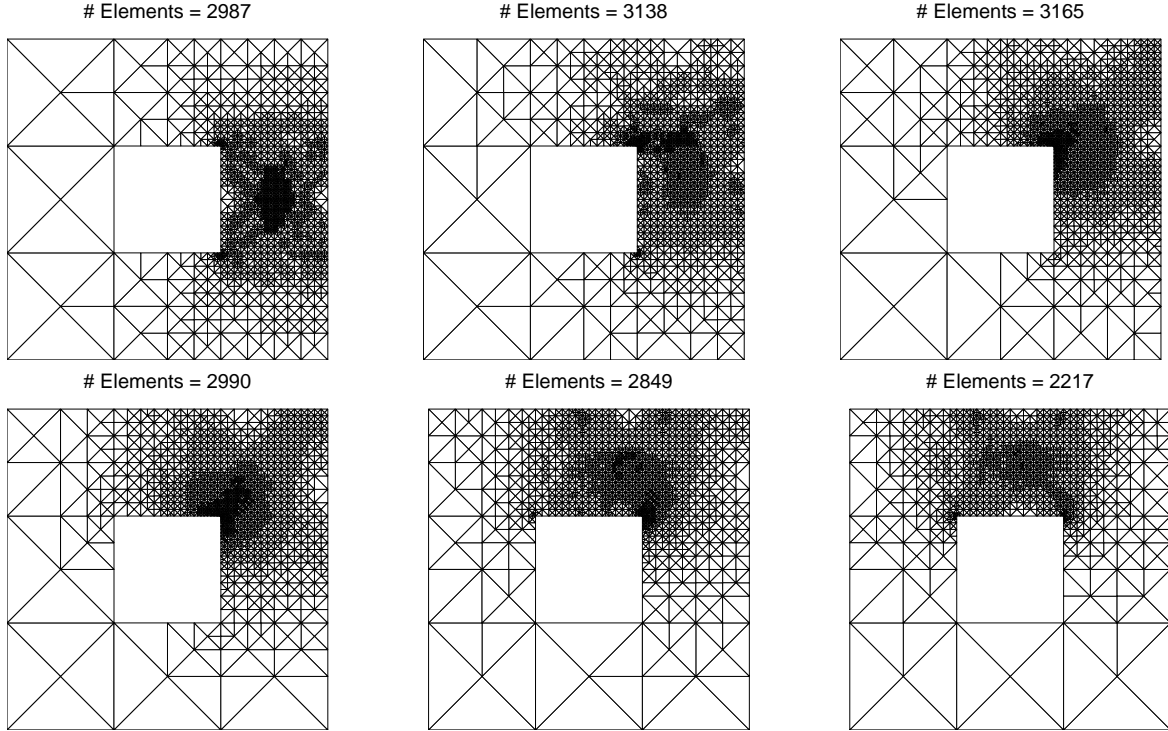 # Elements = 2987
# Elements = 3138
# Elements = 3165
# Elements = 2990
# Elements = 2849
# Elements = 2217